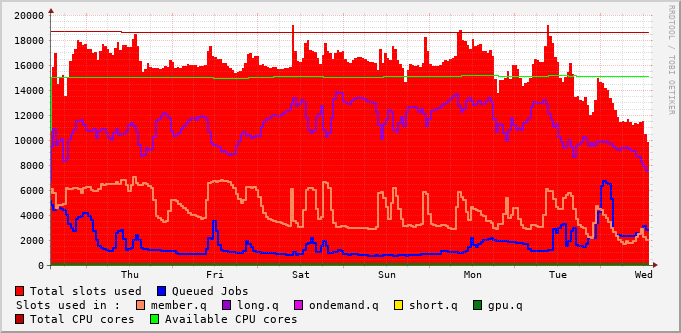 20000
18000
16000
14000
12000
10000
8000
6000
4000
2000
0
Thu Fri Sat Sun Mon Tue Wed
RRDTOOL / TOBI OETIKER
Total slots used Queued Jobs
Slots used in : member.q long.q ondemand.q short.q gpu.q
Total CPU cores Available CPU cores